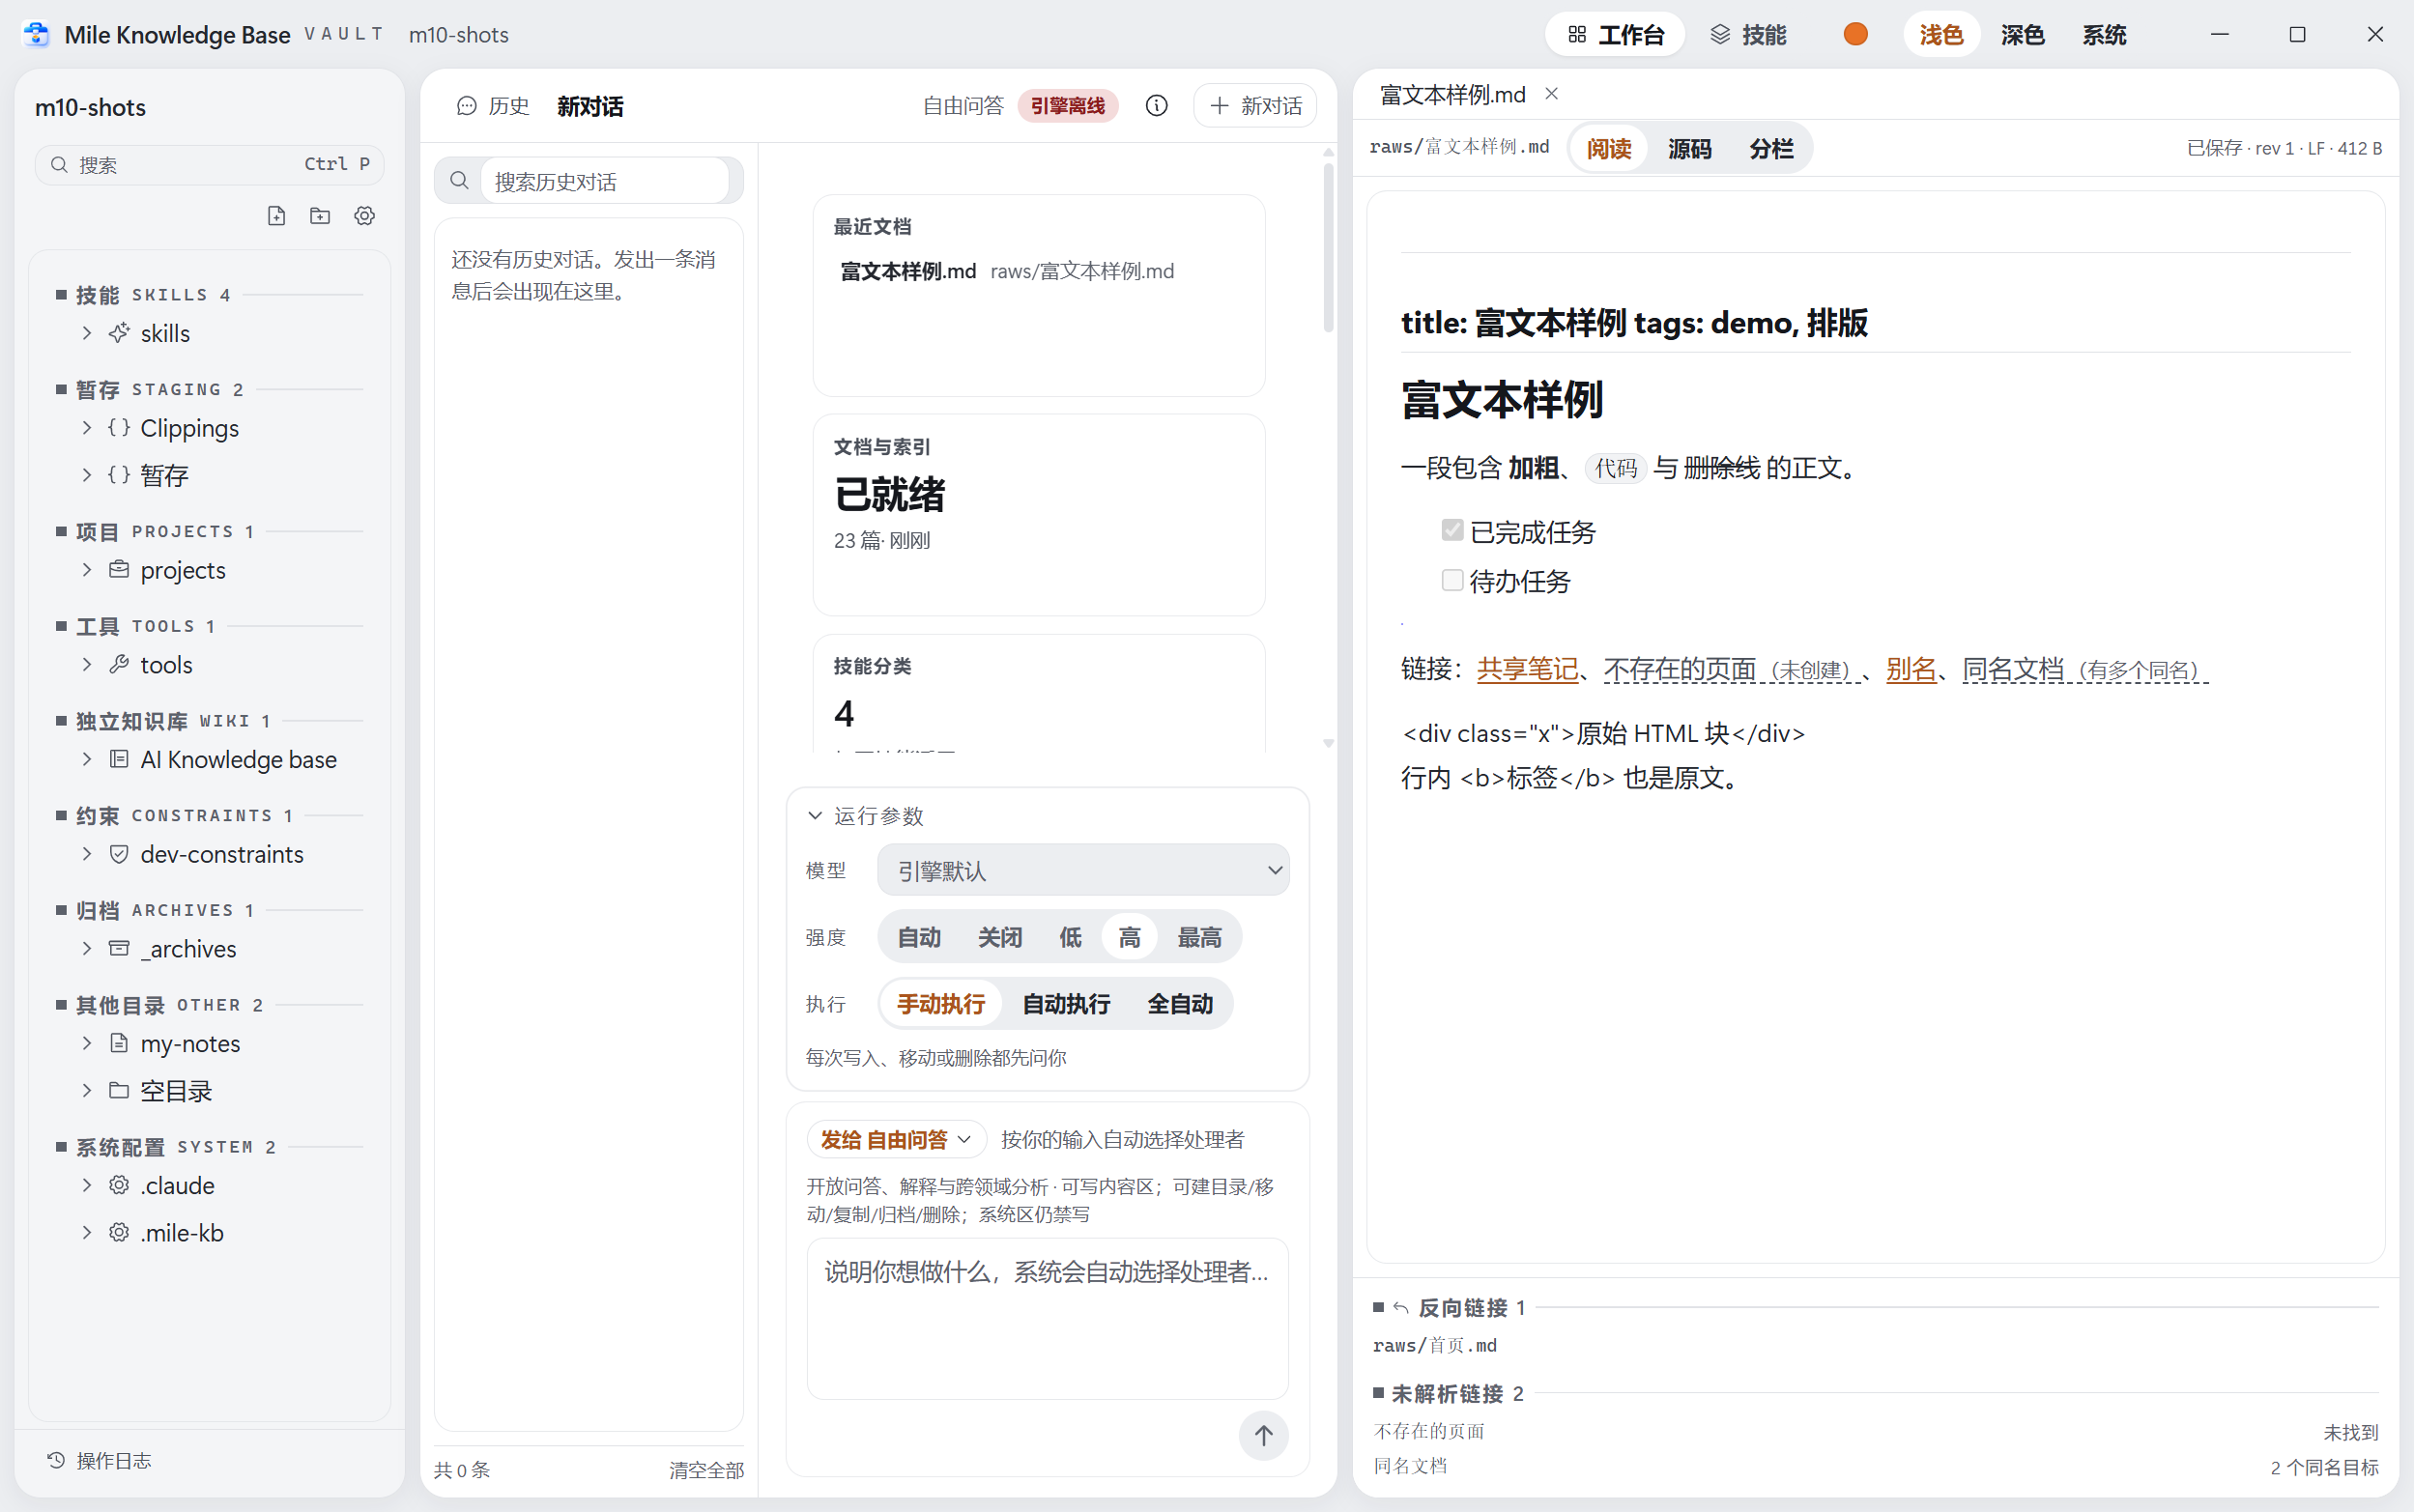 Mile Knowledge Base VAULT m10-shots
工作台 技能 浅色 深色 系统
m10-shots
搜索 Ctrl P
技能 SKILLS 4
skills
暂存 STAGING 2
Clippings
暂存
项目 PROJECTS 1
projects
工具 TOOLS 1
tools
独立知识库 WIKI 1
AI Knowledge base
约束 CONSTRAINTS 1
dev-constraints
归档 ARCHIVES 1
_archives
其他目录 OTHER 2
my-notes
空目录
系统配置 SYSTEM 2
.claude
.mile-kb
操作日志
历史 新对话 自由问答 引擎离线 新对话
搜索历史对话
还没有历史对话。发出一条消
息后会出现在这里。
共 0 条 清空全部
最近文档
富文本样例.md raws/富文本样例.md
文档与索引
已就绪
23 篇· 刚刚
技能分类
4
运行参数
模型 引擎默认
强度 自动 关闭 低 高 最高
执行 手动执行 自动执行 全自动
每次写入、移动或删除都先问你
发给 自由问答 按你的输入自动选择处理者
开放问答、解释与跨领域分析 · 可写内容区；可建目录/移
动/复制/归档/删除；系统区仍禁写
说明你想做什么，系统会自动选择处理者...
富文本样例.md
raws/富文本样例.md 阅读 源码 分栏 已保存 · rev 1 · LF · 412 B
title: 富文本样例 tags: demo, 排版
富文本样例
一段包含 加粗、代码 与 删除线 的正文。
已完成任务
待办任务
链接：共享笔记、不存在的页面（未创建）、别名、同名文档（有多个同名）
<div class="x">原始 HTML 块</div>
行内 <b>标签</b> 也是原文。
反向链接 1
raws/首页.md
未解析链接 2
不存在的页面 未找到
同名文档 2 个同名目标